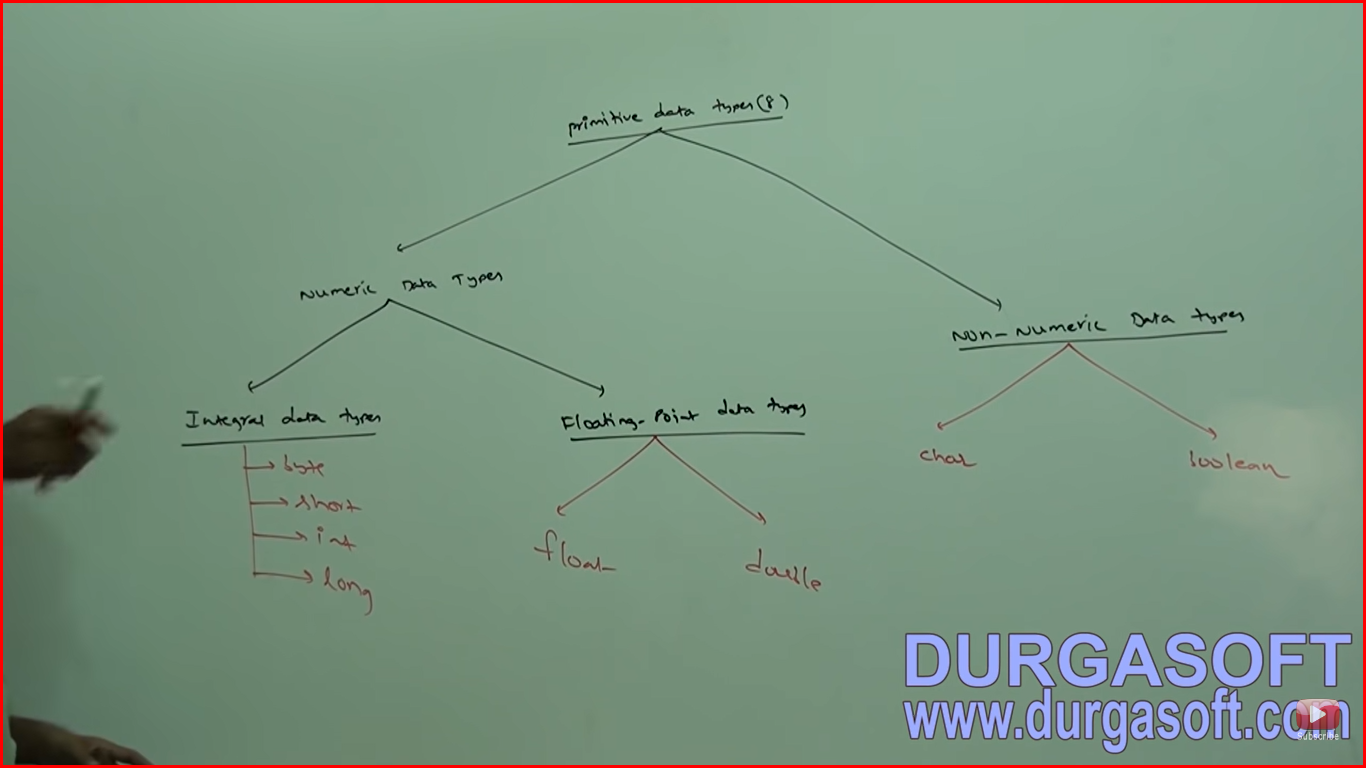 primitive data types(8)
Numeric Data Types
Non-Numeric Data types
Integral data types
Floating-Point data types
byte
short
int
long
float
double
char
boolean
DURGASOFT
www.durgasoft.com
Subscribe